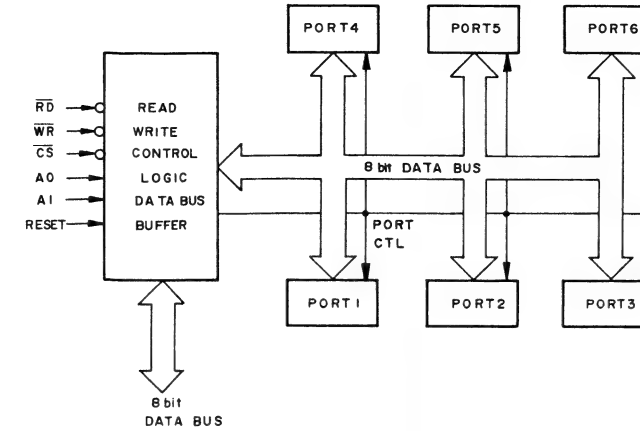 PORT4
PORT5
PORT6
RD
WR
CS
A0
A1
RESET
READ
WRITE
CONTROL
LOGIC
DATA BUS
BUFFER
8 bit DATA BUS
PORT
CTL
PORT1
PORT2
PORT3
8 bit
DATA BUS